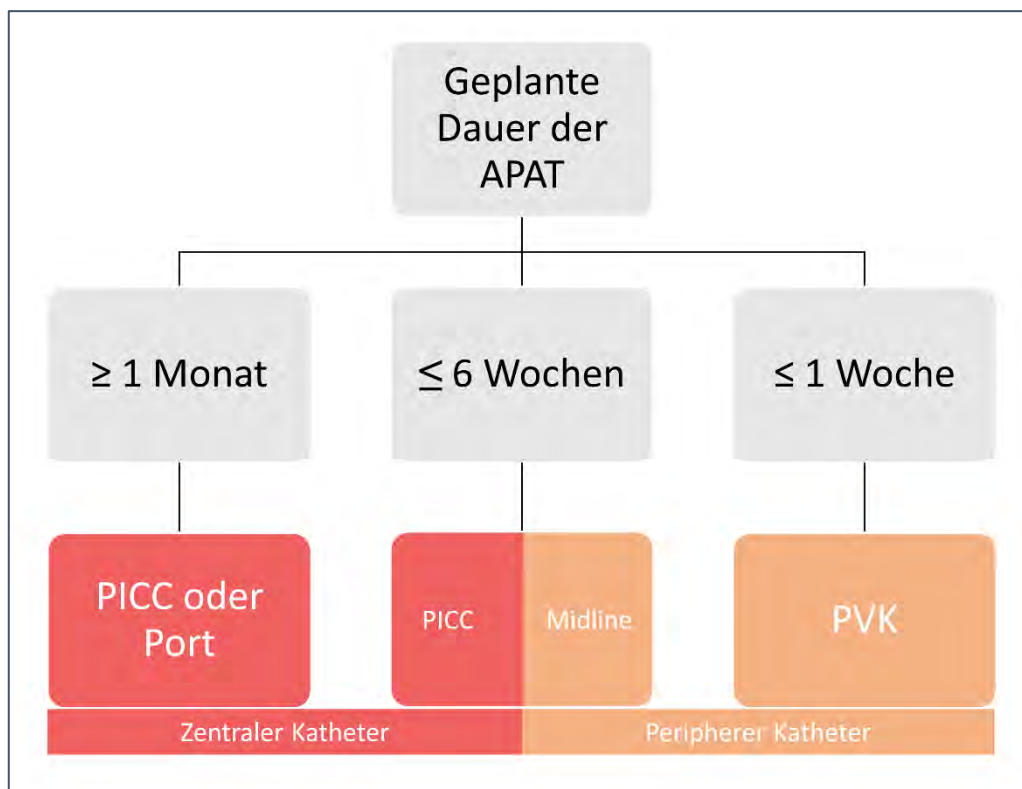 Geplante
Dauer der
APAT
≥ 1 Monat
≤ 6 Wochen
≤ 1 Woche
PICC oder
Port
PICC
Midline
PVK
Zentraler Katheter
Peripherer Katheter